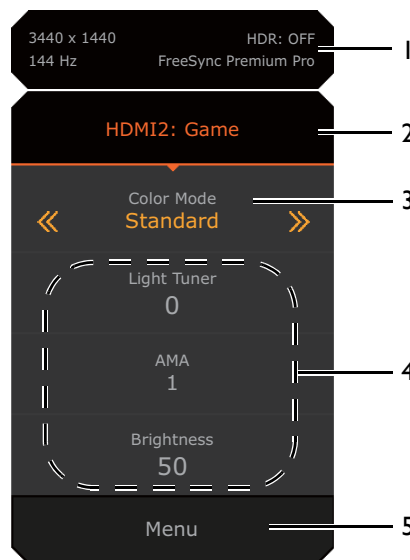 3440 x 1440 HDR: OFF 1
144 Hz FreeSync Premium Pro
HDMI2: Game 2
Color Mode 3
Standard
Light Tuner
0
AMA 4
1
Brightness
50
Menu 5